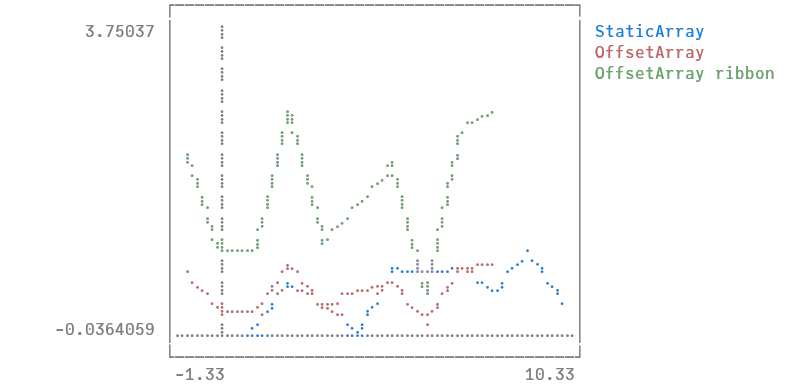 3.75037
StaticArray
OffsetArray
OffsetArray ribbon
-0.0364059
-1.33 10.33